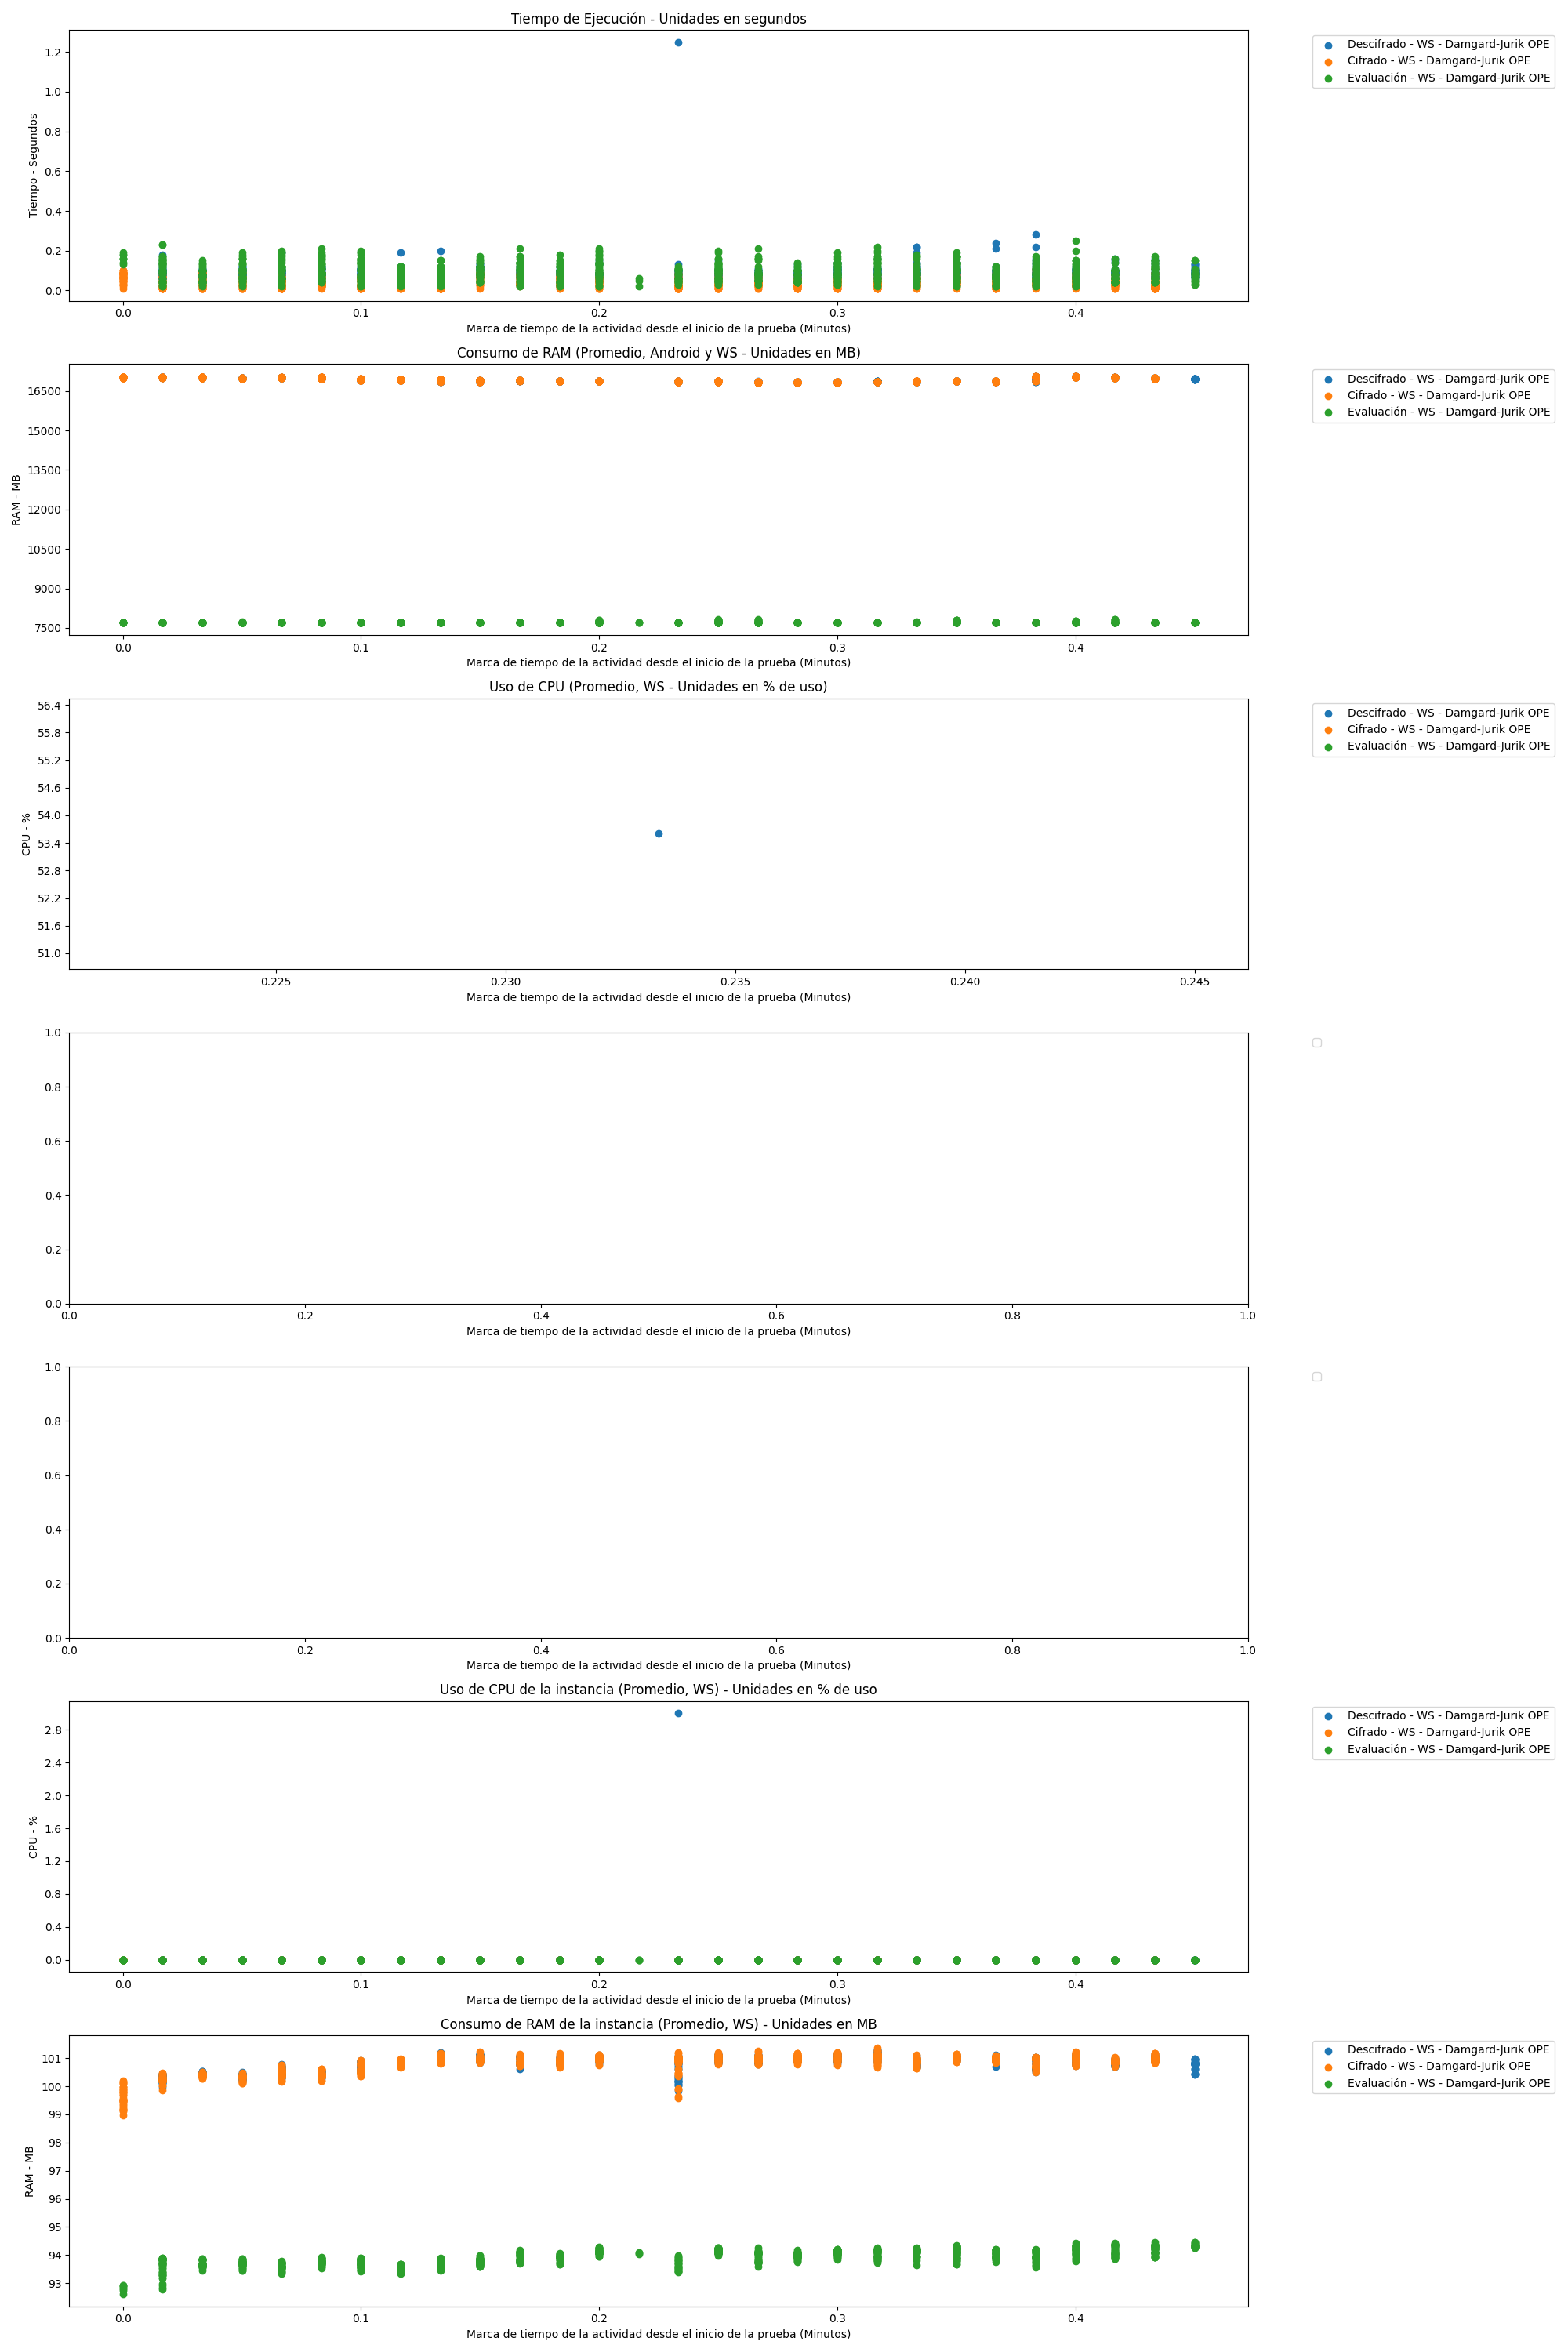 Tiempo de Ejecución - Unidades en segundos
Tiempo - Segundos
1.2
1.0
0.8
0.6
0.4
0.2
0.0
0.0 0.1 0.2 0.3 0.4
Marca de tiempo de la actividad desde el inicio de la prueba (Minutos)
Descifrado - WS - Damgard-Jurik OPE
Cifrado - WS - Damgard-Jurik OPE
Evaluación - WS - Damgard-Jurik OPE
Consumo de RAM (Promedio, Android y WS - Unidades en MB)
RAM - MB
16500
15000
13500
12000
10500
9000
7500
0.0 0.1 0.2 0.3 0.4
Marca de tiempo de la actividad desde el inicio de la prueba (Minutos)
Descifrado - WS - Damgard-Jurik OPE
Cifrado - WS - Damgard-Jurik OPE
Evaluación - WS - Damgard-Jurik OPE
Uso de CPU (Promedio, WS - Unidades en % de uso)
CPU - %
56.4
55.8
55.2
54.6
54.0
53.4
52.8
52.2
51.6
51.0
0.225 0.230 0.235 0.240 0.245
Marca de tiempo de la actividad desde el inicio de la prueba (Minutos)
Descifrado - WS - Damgard-Jurik OPE
Cifrado - WS - Damgard-Jurik OPE
Evaluación - WS - Damgard-Jurik OPE
1.0
0.8
0.6
0.4
0.2
0.0
0.0 0.2 0.4 0.6 0.8 1.0
Marca de tiempo de la actividad desde el inicio de la prueba (Minutos)
1.0
0.8
0.6
0.4
0.2
0.0
0.0 0.2 0.4 0.6 0.8 1.0
Marca de tiempo de la actividad desde el inicio de la prueba (Minutos)
Uso de CPU de la instancia (Promedio, WS) - Unidades en % de uso
CPU - %
2.8
2.4
2.0
1.6
1.2
0.8
0.4
0.0
0.0 0.1 0.2 0.3 0.4
Marca de tiempo de la actividad desde el inicio de la prueba (Minutos)
Descifrado - WS - Damgard-Jurik OPE
Cifrado - WS - Damgard-Jurik OPE
Evaluación - WS - Damgard-Jurik OPE
Consumo de RAM de la instancia (Promedio, WS) - Unidades en MB
RAM - MB
101
100
99
98
97
96
95
94
93
0.0 0.1 0.2 0.3 0.4
Marca de tiempo de la actividad desde el inicio de la prueba (Minutos)
Descifrado - WS - Damgard-Jurik OPE
Cifrado - WS - Damgard-Jurik OPE
Evaluación - WS - Damgard-Jurik OPE